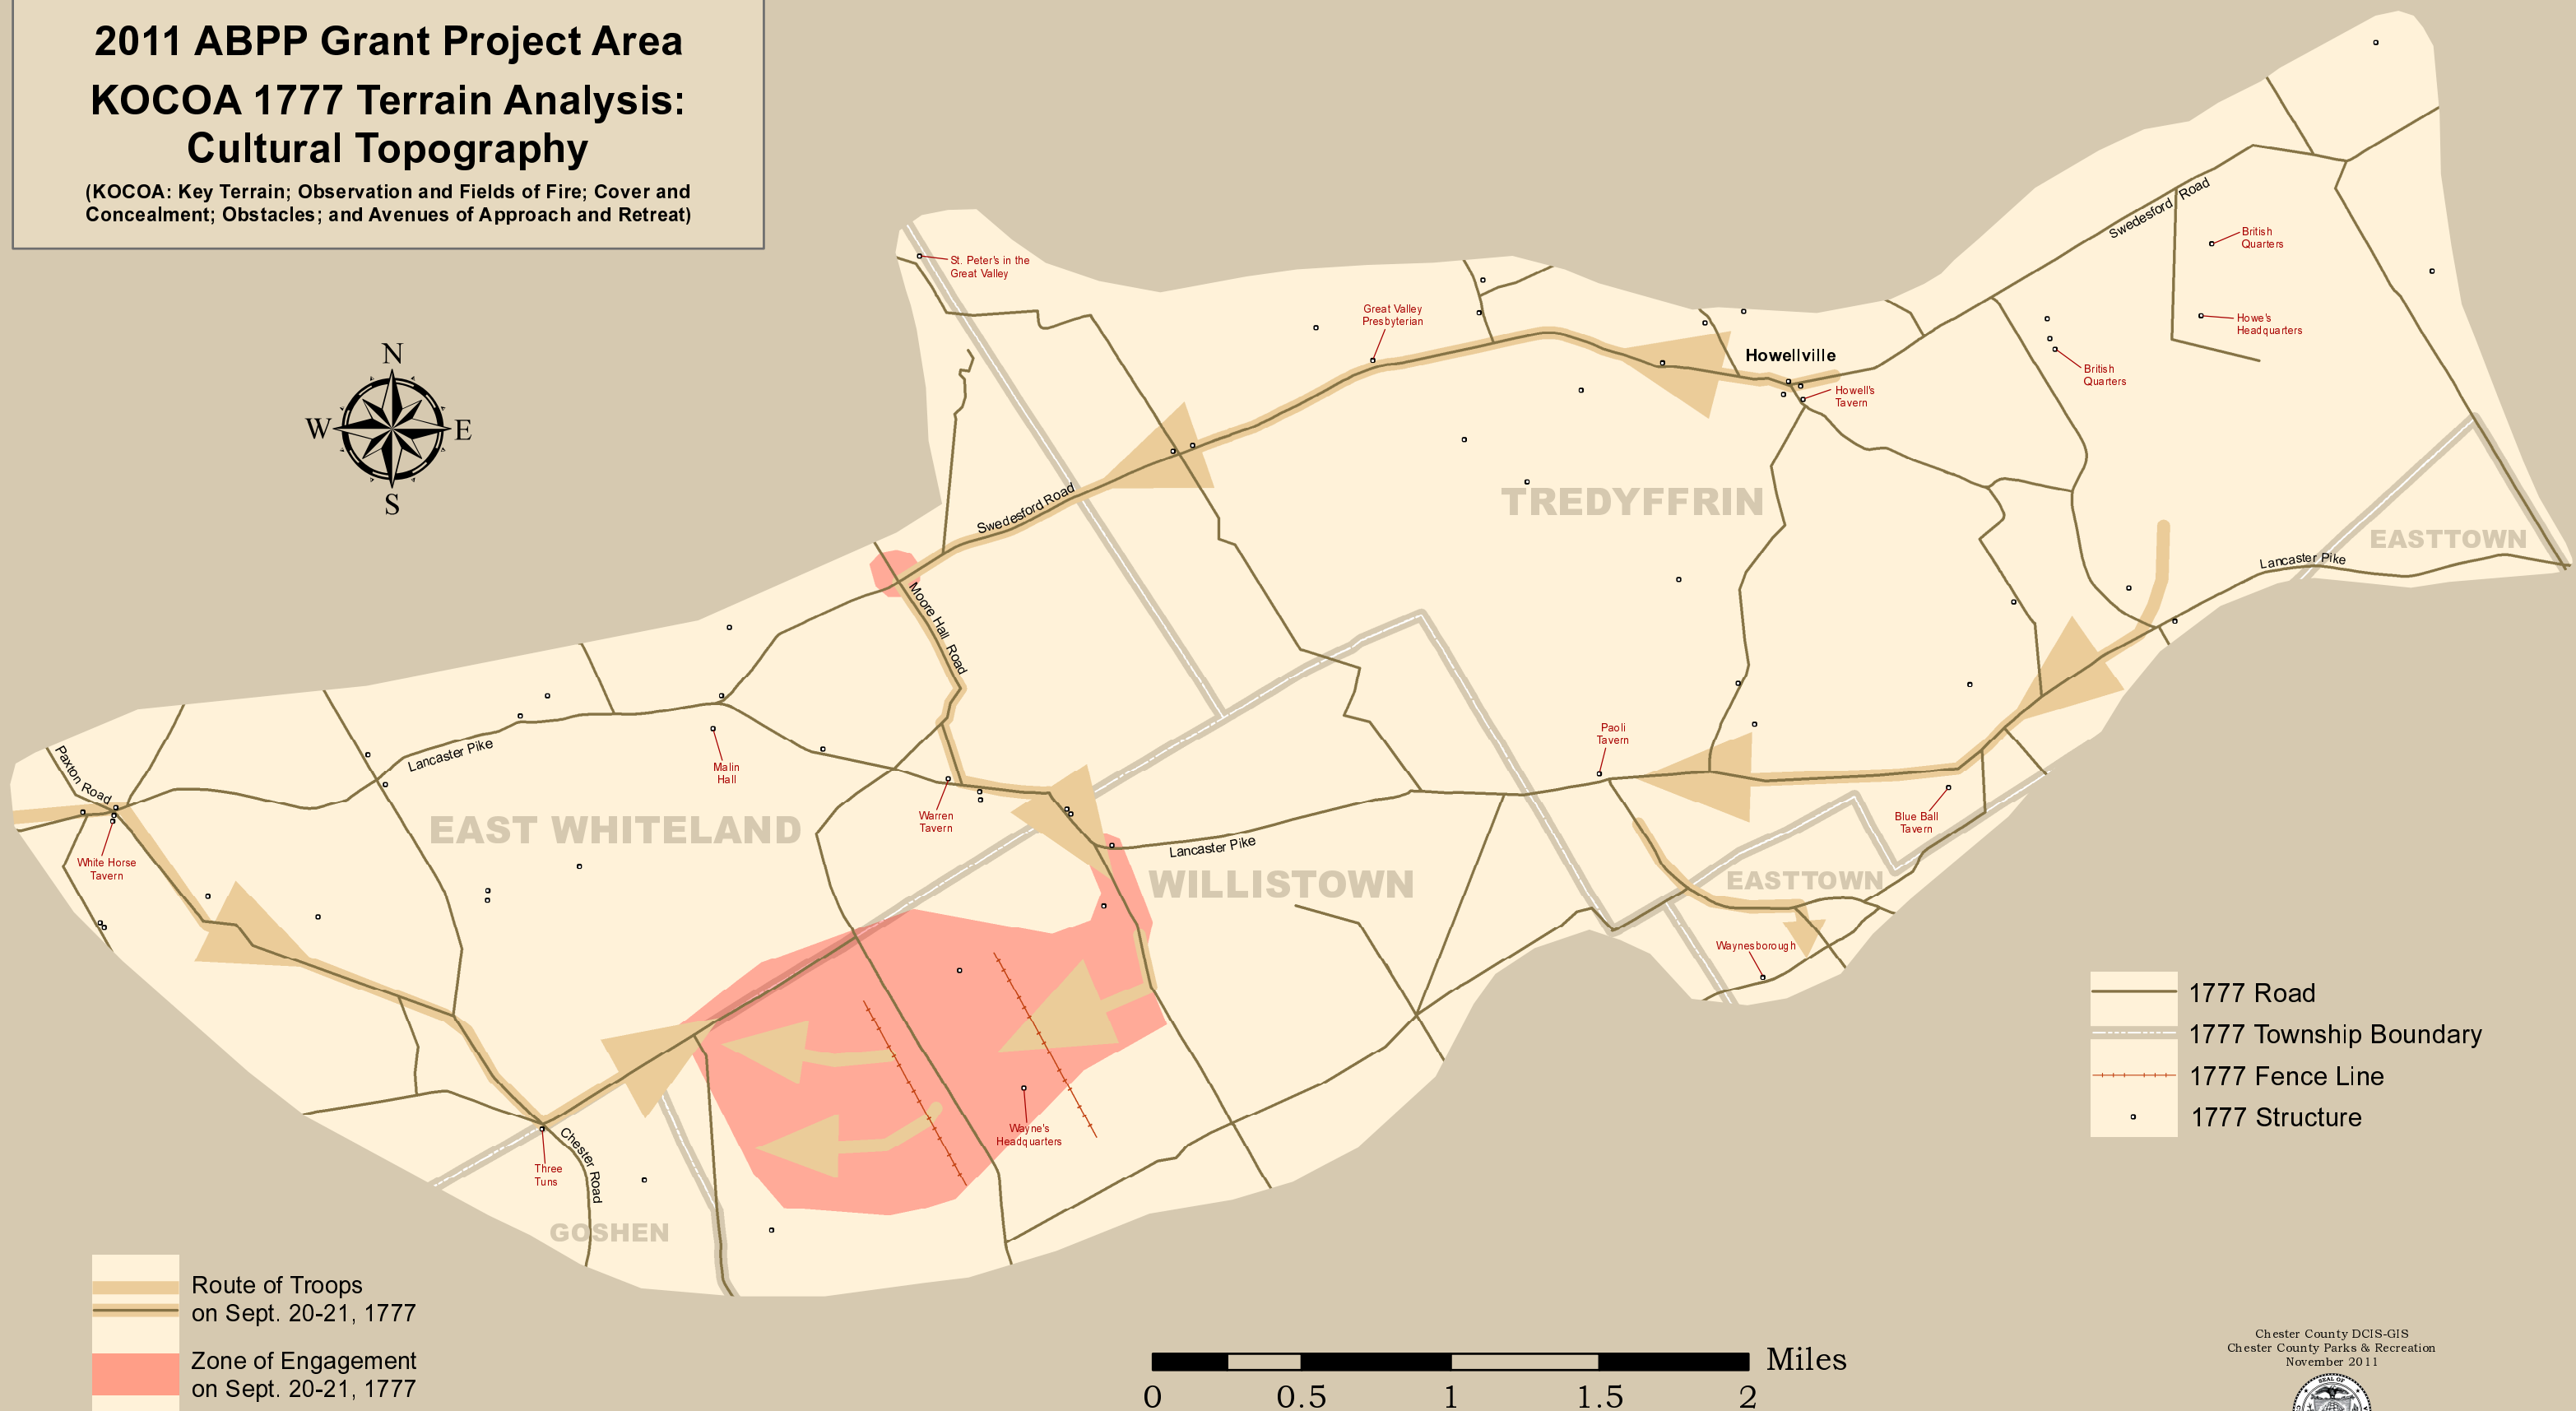 2011 ABPP Grant Project Area
KOCOA 1777 Terrain Analysis:
Cultural Topography
(KOCOA: Key Terrain; Observation and Fields of Fire; Cover and
Concealment; Obstacles; and Avenues of Approach and Retreat)
N
W
E
S
St. Peter's in the
Great Valley
Great Valley
Presbyterian
Howellville
Howell's
Tavern
Swedesford Road
British
Quarters
Howe's
Headquarters
British
Quarters
Swedesford Road
TREDYFFRIN
EASTTOWN
Lancaster Pike
Moore Hall Road
Paxton Road
Lancaster Pike
Malin
Hall
Warren
Tavern
Paoli
Tavern
Blue Ball
Tavern
EAST WHITELAND
White Horse
Tavern
Lancaster Pike
WILLISTOWN
EASTTOWN
Waynesborough
Wayne's
Headquarters
Three
Tuns
Chester Road
GOSHEN
1777 Road
1777 Township Boundary
1777 Fence Line
1777 Structure
Route of Troops
on Sept. 20-21, 1777
Zone of Engagement
on Sept. 20-21, 1777
Miles
0 0.5 1 1.5 2
Chester County DCIS-GIS
Chester County Parks & Recreation
November 2011
SEAL OF